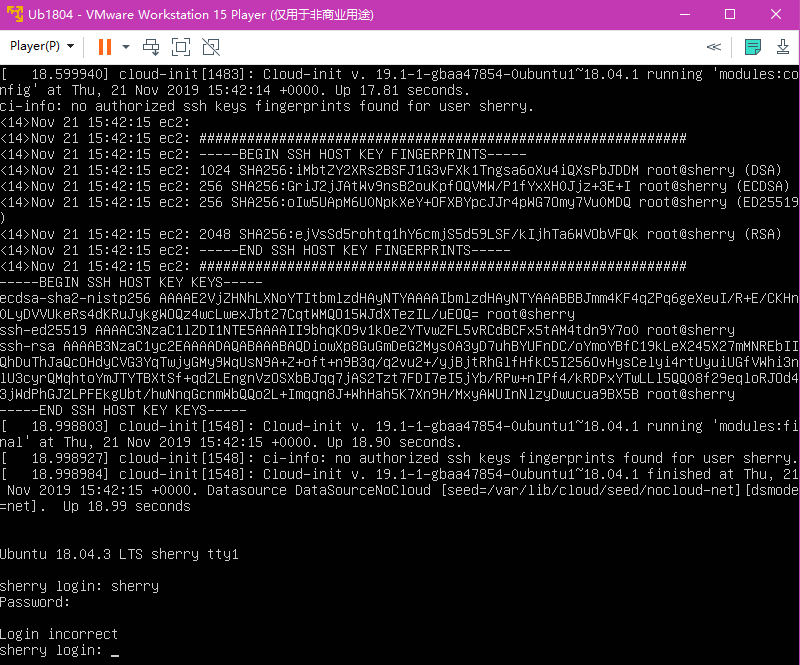 Ub1804 - VMware Workstation 15 Player (仅用于非商业用途)
Player(P)
[   18.599940] cloud-init[1483]: Cloud-init v. 19.1-1-gbaa47854-0ubuntu1~18.04.1 running 'modules:co
nfig' at Thu, 21 Nov 2019 15:42:14 +0000. Up 17.81 seconds.
ci-info: no authorized ssh keys fingerprints found for user sherry.
<14>Nov 21 15:42:15 ec2:
<14>Nov 21 15:42:15 ec2: #############################################################
<14>Nov 21 15:42:15 ec2: -----BEGIN SSH HOST KEY FINGERPRINTS-----
<14>Nov 21 15:42:15 ec2: 1024 SHA256:iMbtZY2XRs2BSFJ1G3vFXk1Tngsa6oXu4iQXsPbJDDM root@sherry (DSA)
<14>Nov 21 15:42:15 ec2: 256 SHA256:GriJ2jJAtWv9nsB2ouKpfOQVMW/P1fYxXH0Jjz+3E+I root@sherry (ECDSA)
<14>Nov 21 15:42:15 ec2: 256 SHA256:oIw5UApM6UONpkXeY+OFXBYpcJJr4pWG7Omy7Vu0MDQ root@sherry (ED25519
)
<14>Nov 21 15:42:15 ec2: 2048 SHA256:ejVsSd5rohtq1hY6cmjS5d59LSF/kIjhTa6WVObVFQk root@sherry (RSA)
<14>Nov 21 15:42:15 ec2: -----END SSH HOST KEY FINGERPRINTS-----
<14>Nov 21 15:42:15 ec2: #############################################################
-----BEGIN SSH HOST KEY KEYS-----
ecdsa-sha2-nistp256 AAAAE2VjZHNhLXNoYTItbmlzdHAyNTYAAAAIbmlzdHAyNTYAAABBBJmm4KF4qZPq6geXeuI/R+E/CKHn
OLyDVVUkeRs4dKRuJykgWOQz4wcLwexJbt27CqtWMQO15WJdXTezIL/uEOQ= root@sherry
ssh-ed25519 AAAAC3NzaC1lZDI1NTE5AAAAII9bhqKO9v1kOeZYTvwZFL5vRCdBCFx5tAM4tdn9Y7o0 root@sherry
ssh-rsa AAAAB3NzaC1yc2EAAAADAQABAAABAQDiowXp8GuGmDeG2MysOA3yD7uhBYUFnDC/oYmoYBfC19kLeX245X27mMNREbII
QhDuThJaQcOHdyCVG3YqTwjyGMy9WqUsN9A+Z+oft+n9B3q/q2vu2+/yjBjtRhGlfHfkC5I256OvHysCelyi4rtUyuiUGfVWhi3n
lU3cyrQMqhtoYmJTYTBXtSf+qdZLEngnVzOSXbBJqq7jAS2Tzt7FDI7eI5jYb/RPw+nIPf4/kRDPxYTwLLl5QQO8f29eqloRJOd4
3jWdPhGJ2LPFEkgUbt/hwNnqGcnmWbQQo2L+Imqqn8J+WhHah5K7Xn9H/MxyAWUInNlzyDwucua9BX5B root@sherry
-----END SSH HOST KEY KEYS-----
[   18.998803] cloud-init[1548]: Cloud-init v. 19.1-1-gbaa47854-0ubuntu1~18.04.1 running 'modules:fi
nal' at Thu, 21 Nov 2019 15:42:15 +0000. Up 18.90 seconds.
[   18.998927] cloud-init[1548]: ci-info: no authorized ssh keys fingerprints found for user sherry.
[   18.998984] cloud-init[1548]: Cloud-init v. 19.1-1-gbaa47854-0ubuntu1~18.04.1 finished at Thu, 21
 Nov 2019 15:42:15 +0000. Datasource DataSourceNoCloud [seed=/var/lib/cloud/seed/nocloud-net][dsmode
=net].  Up 18.99 seconds
Ubuntu 18.04.3 LTS sherry tty1
sherry login: sherry
Password:
Login incorrect
sherry login: _